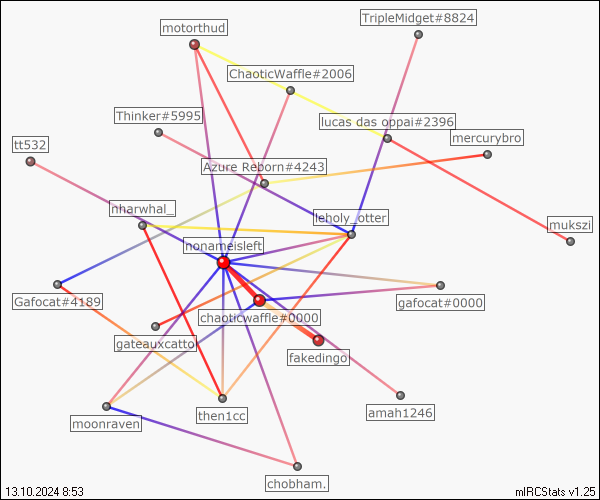 TripleMidget#8824
motorthud
ChaoticWaffle#2006
Thinker#5995
lucas das oppai#2396
mercurybro
tt532
Azure Reborn#4243
nharwhal_
leholy_otter
mukszi
nonameisleft
Gafocat#4189
gafocat#0000
chaoticwaffle#0000
gateauxcatto
fakedingo
amah1246
then1cc
moonraven
chobham.
13.10.2024 8:53
mIRCStats v1.25